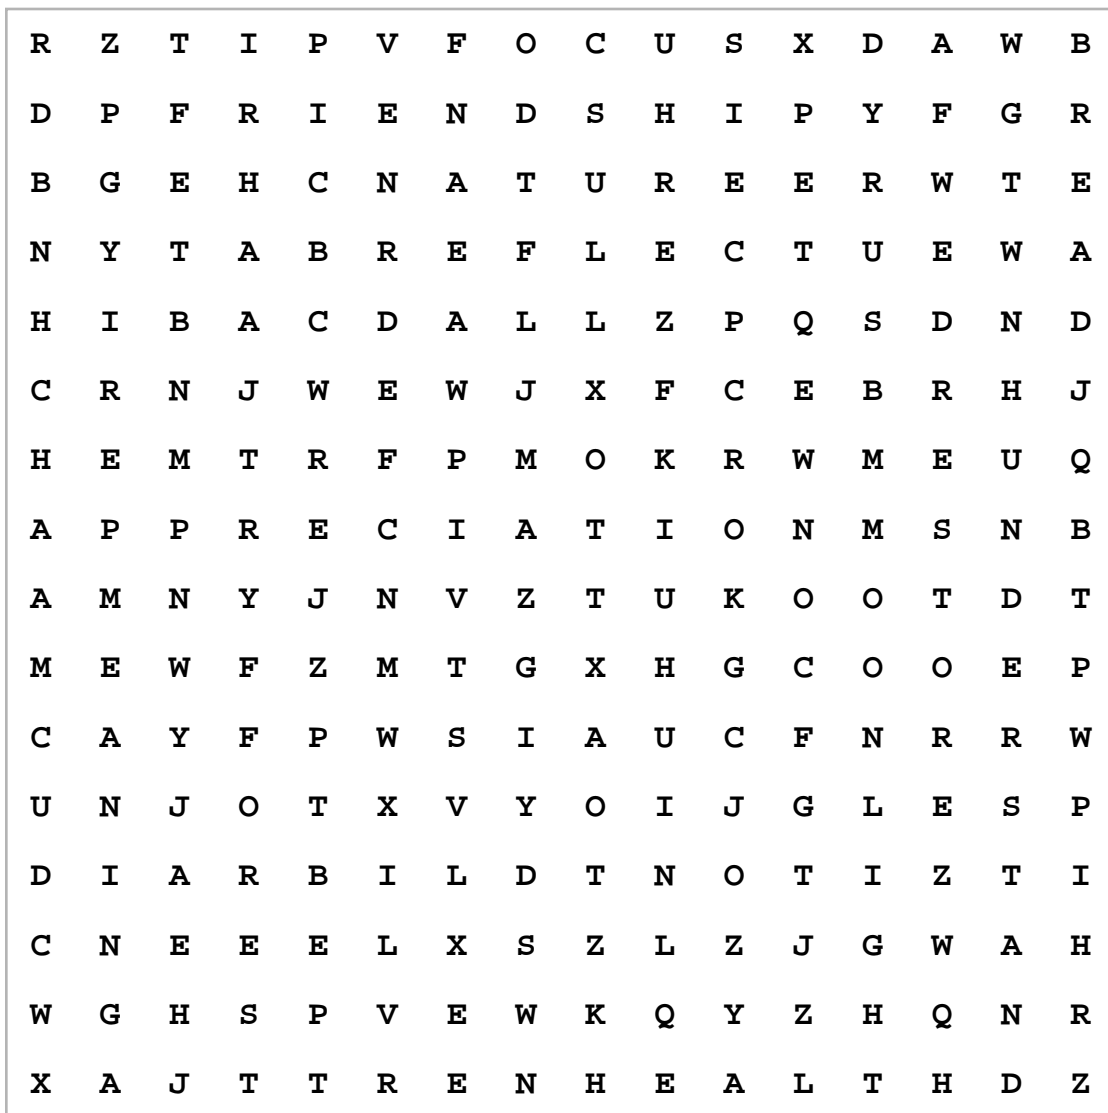 R Z T I P V F O C U S X D A W B
D P F R I E N D S H I P Y F G R
B G E H C N A T U R E E R W T E
N Y T A B R E F L E C T U E W A
H I B A C D A L L Z P Q S D N D
C R N J W E W J X F C E B R H J
H E M T R F P M O K R W M E U Q
A P P R E C I A T I O N M S N B
A M N Y J N V Z T U K O O T D T
M E W F Z M T G X H G C O O E P
C A Y F P W S I A U C F N R R W
U N J O T X V Y O I J G L E S P
D I A R B I L D T N O T I Z T I
C N E E E L X S Z L Z J G W A H
W G H S P V E W K Q Y Z H Q N R
X A J T T R E N H E A L T H D Z